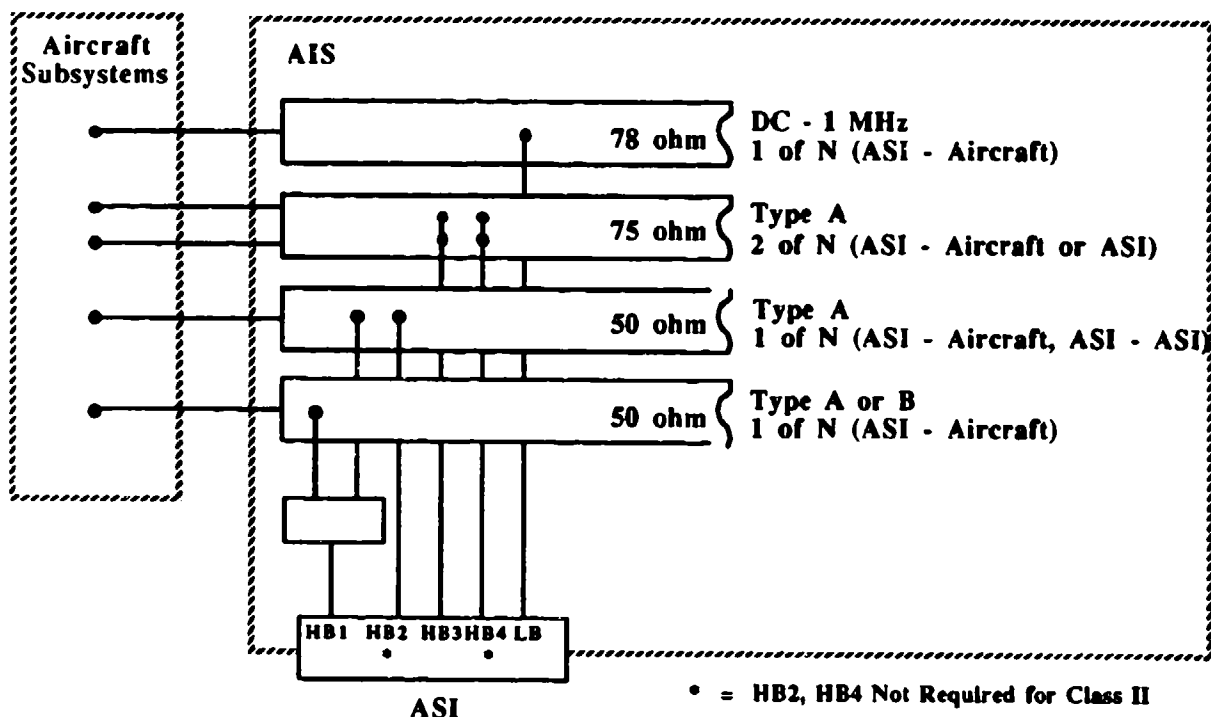 Aircraft
Subsystems
AIS
78 ohm
DC - 1 MHz
1 of N (ASI - Aircraft)
75 ohm
Type A
2 of N (ASI - Aircraft or ASI)
50 ohm
Type A
1 of N (ASI - Aircraft, ASI - ASI)
50 ohm
Type A or B
1 of N (ASI - Aircraft)
HB1 HB2 HB3 HB4 LB
* *
ASI
* = HB2, HB4 Not Required for Class II